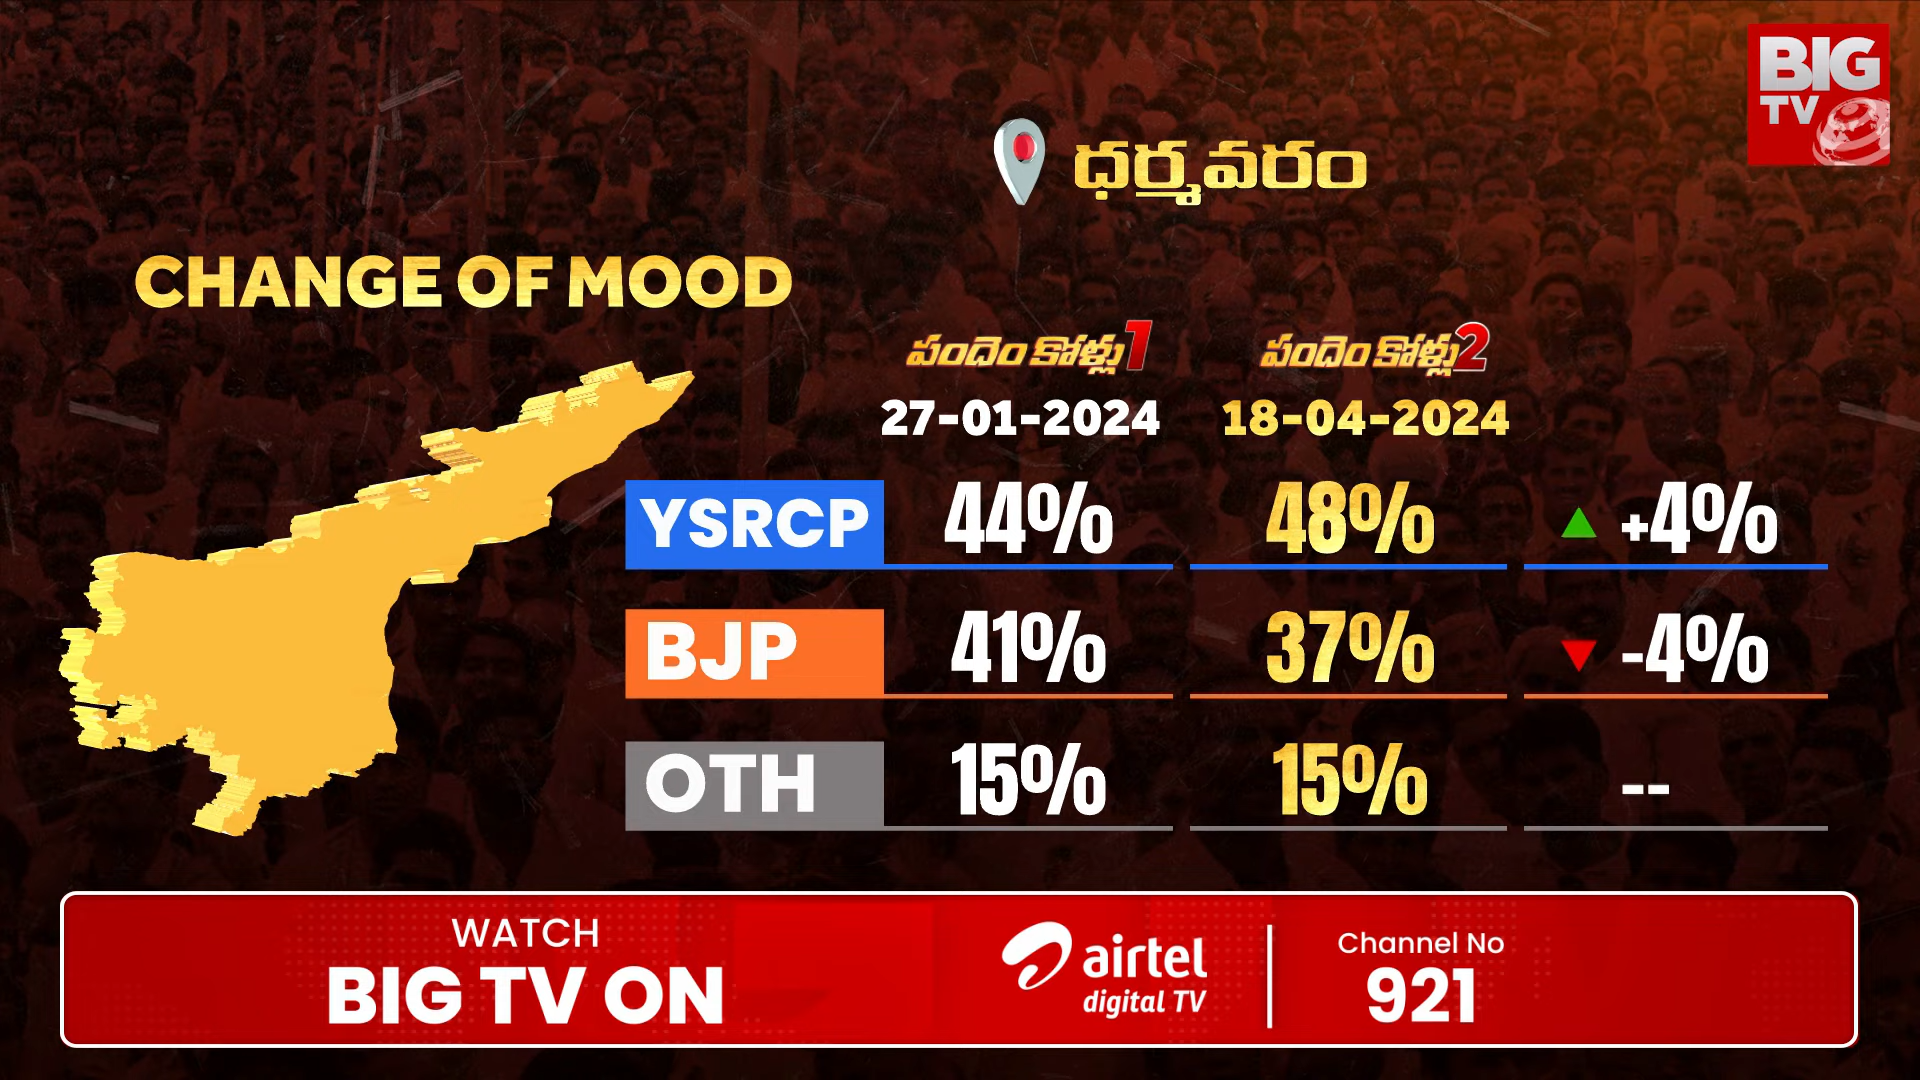 BIG
TV
ధర్మవరం
CHANGE OF MOOD
పందెం కోళ్లు 1
పందెం కోళ్లు 2
27-01-2024
18-04-2024
YSRCP 44% 48% +4%
BJP 41% 37% -4%
OTH 15% 15% --
WATCH
BIG TV ON
airtel
digital TV
Channel No
921